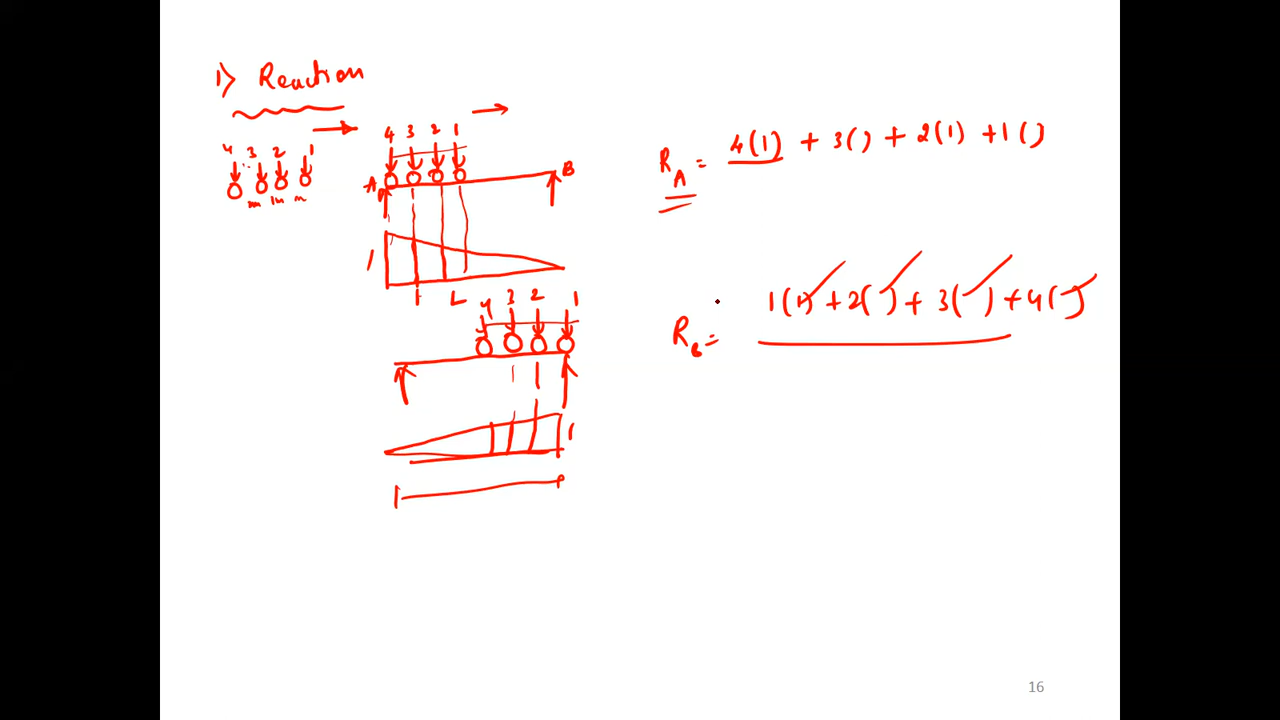 1) Reaction
4 3 2 1
4 3 2 1
m 1m m
A B
R_A = 4(1) + 3( ) + 2(1) + 1( )
1
L
4 3 2 1
R_B = 1(1) + 2( ) + 3( ) + 4( )
1
16